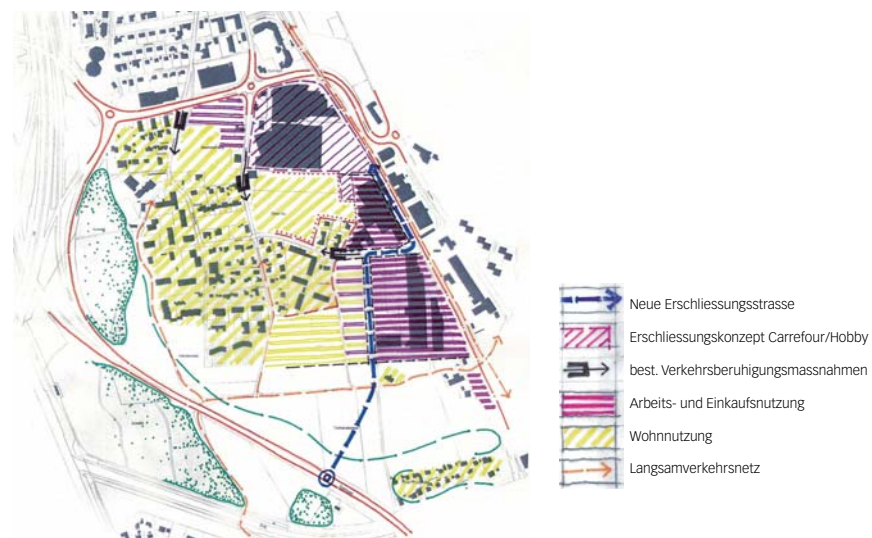 Neue Erschliessungsstrasse
Erschliessungskonzept Carrefour/Hobby
best. Verkehrsberuhigungsmassnahmen
Arbeits- und Einkaufsnutzung
Wohnnutzung
Langsamverkehrsnetz